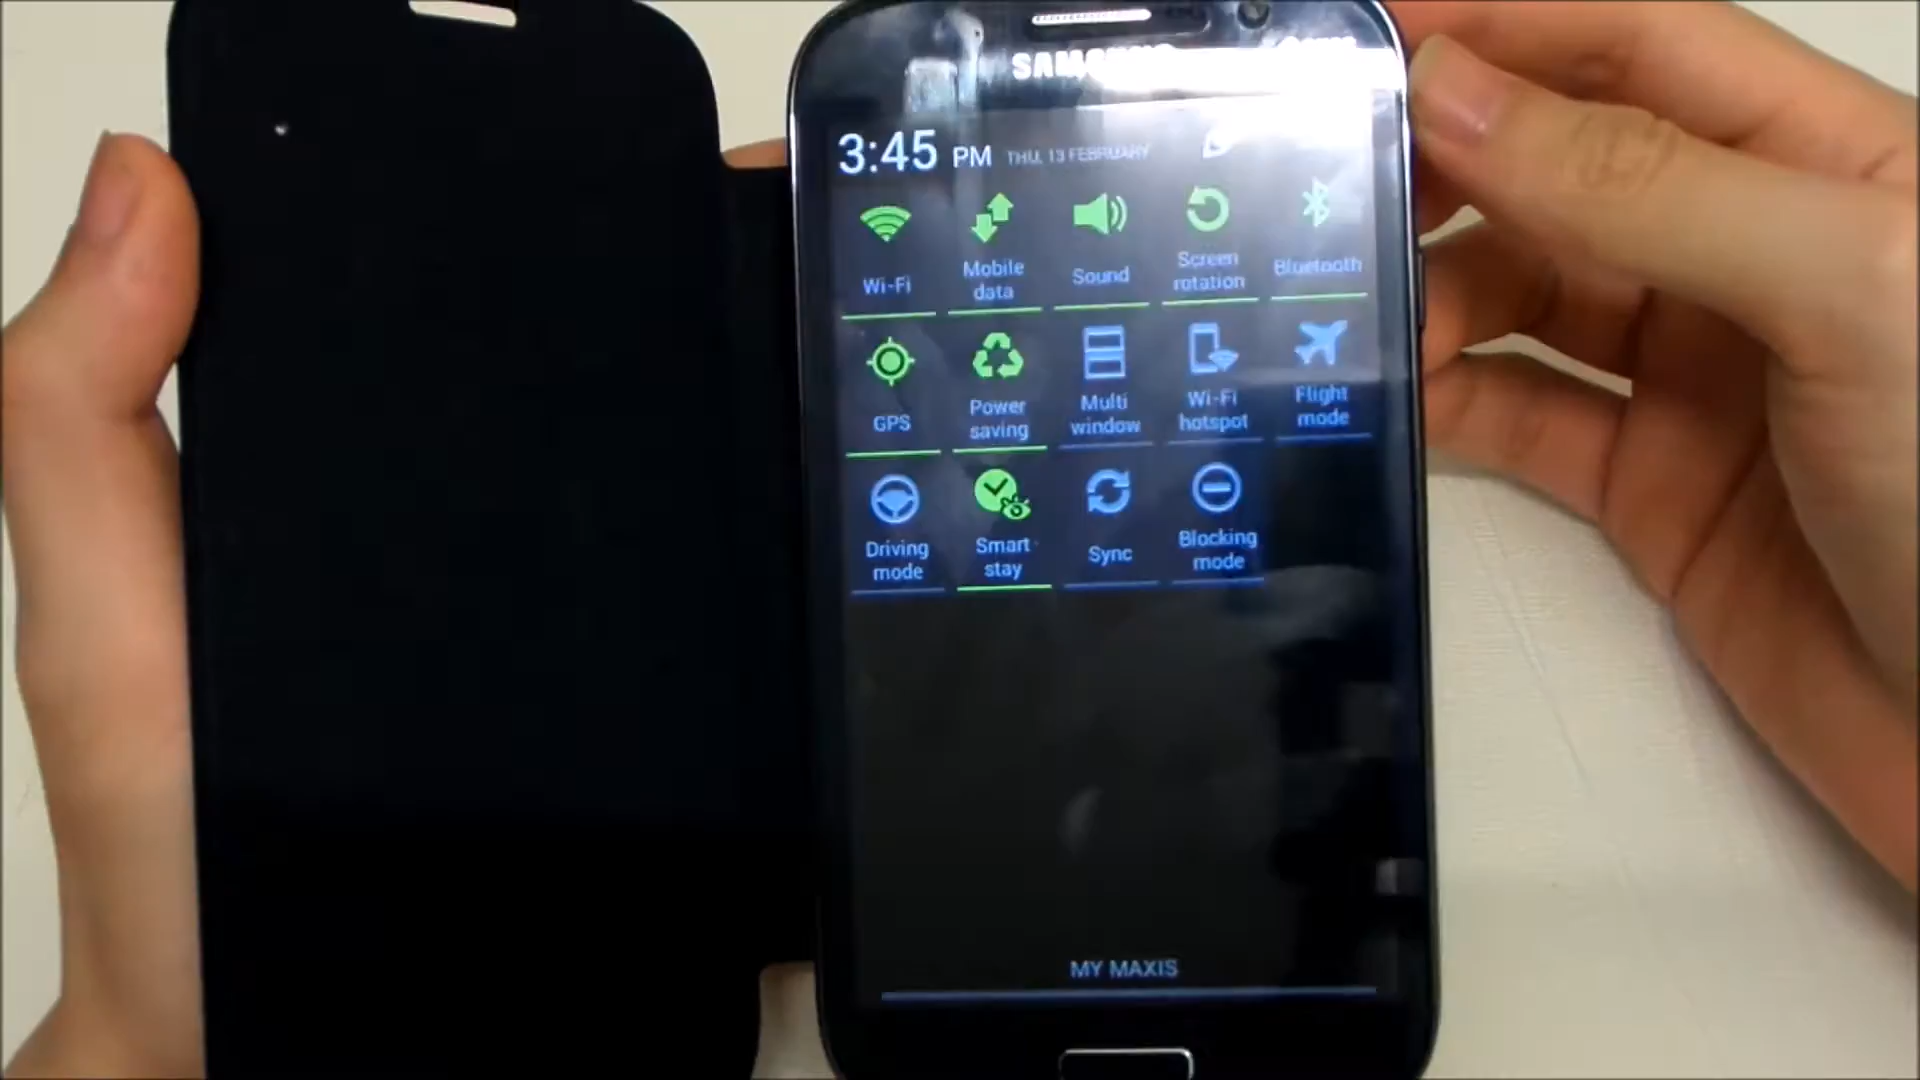 SAMSUNG
3:45 PM THU, 13 FEBRUARY
Wi-Fi
Mobile
data
Sound
Screen
rotation
Bluetooth
GPS
Power
saving
Multi
window
Wi-Fi
hotspot
Flight
mode
Driving
mode
Smart
stay
Sync
Blocking
mode
MY MAXIS